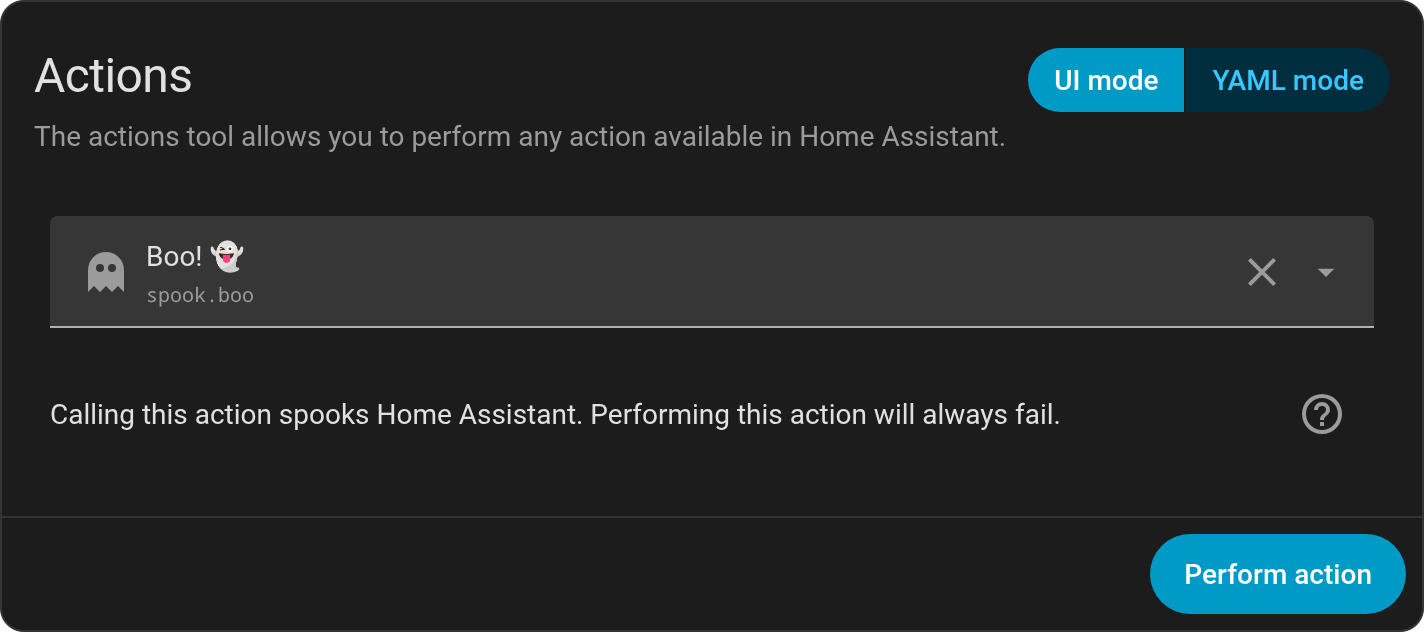 Actions
UI mode
YAML mode
The actions tool allows you to perform any action available in Home Assistant.
Boo! 👻
spook.boo
Calling this action spooks Home Assistant. Performing this action will always fail.
Perform action